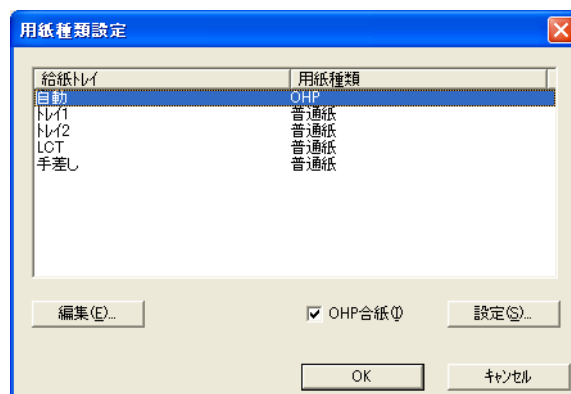 用紙種類設定
給紙ﾄﾚｲ 用紙種類
自動 OHP
ﾄﾚｲ1 普通紙
ﾄﾚｲ2 普通紙
LCT 普通紙
手差し 普通紙
編集(E)... OHP合紙(I) 設定(S)...
OK ｷｬﾝｾﾙ